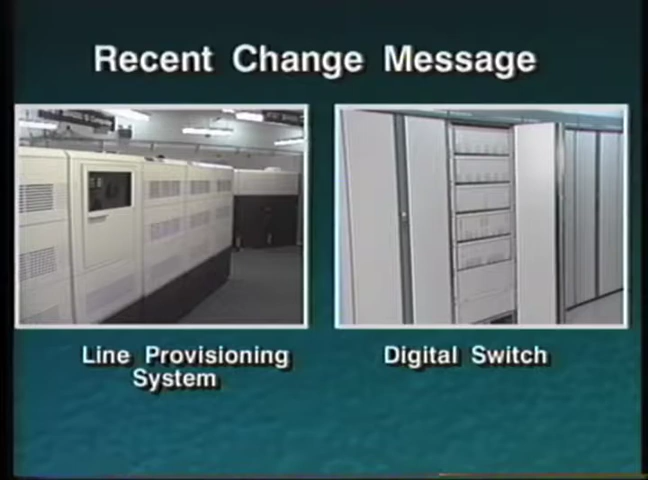 Recent Change Message
Line Provisioning
System
Digital Switch